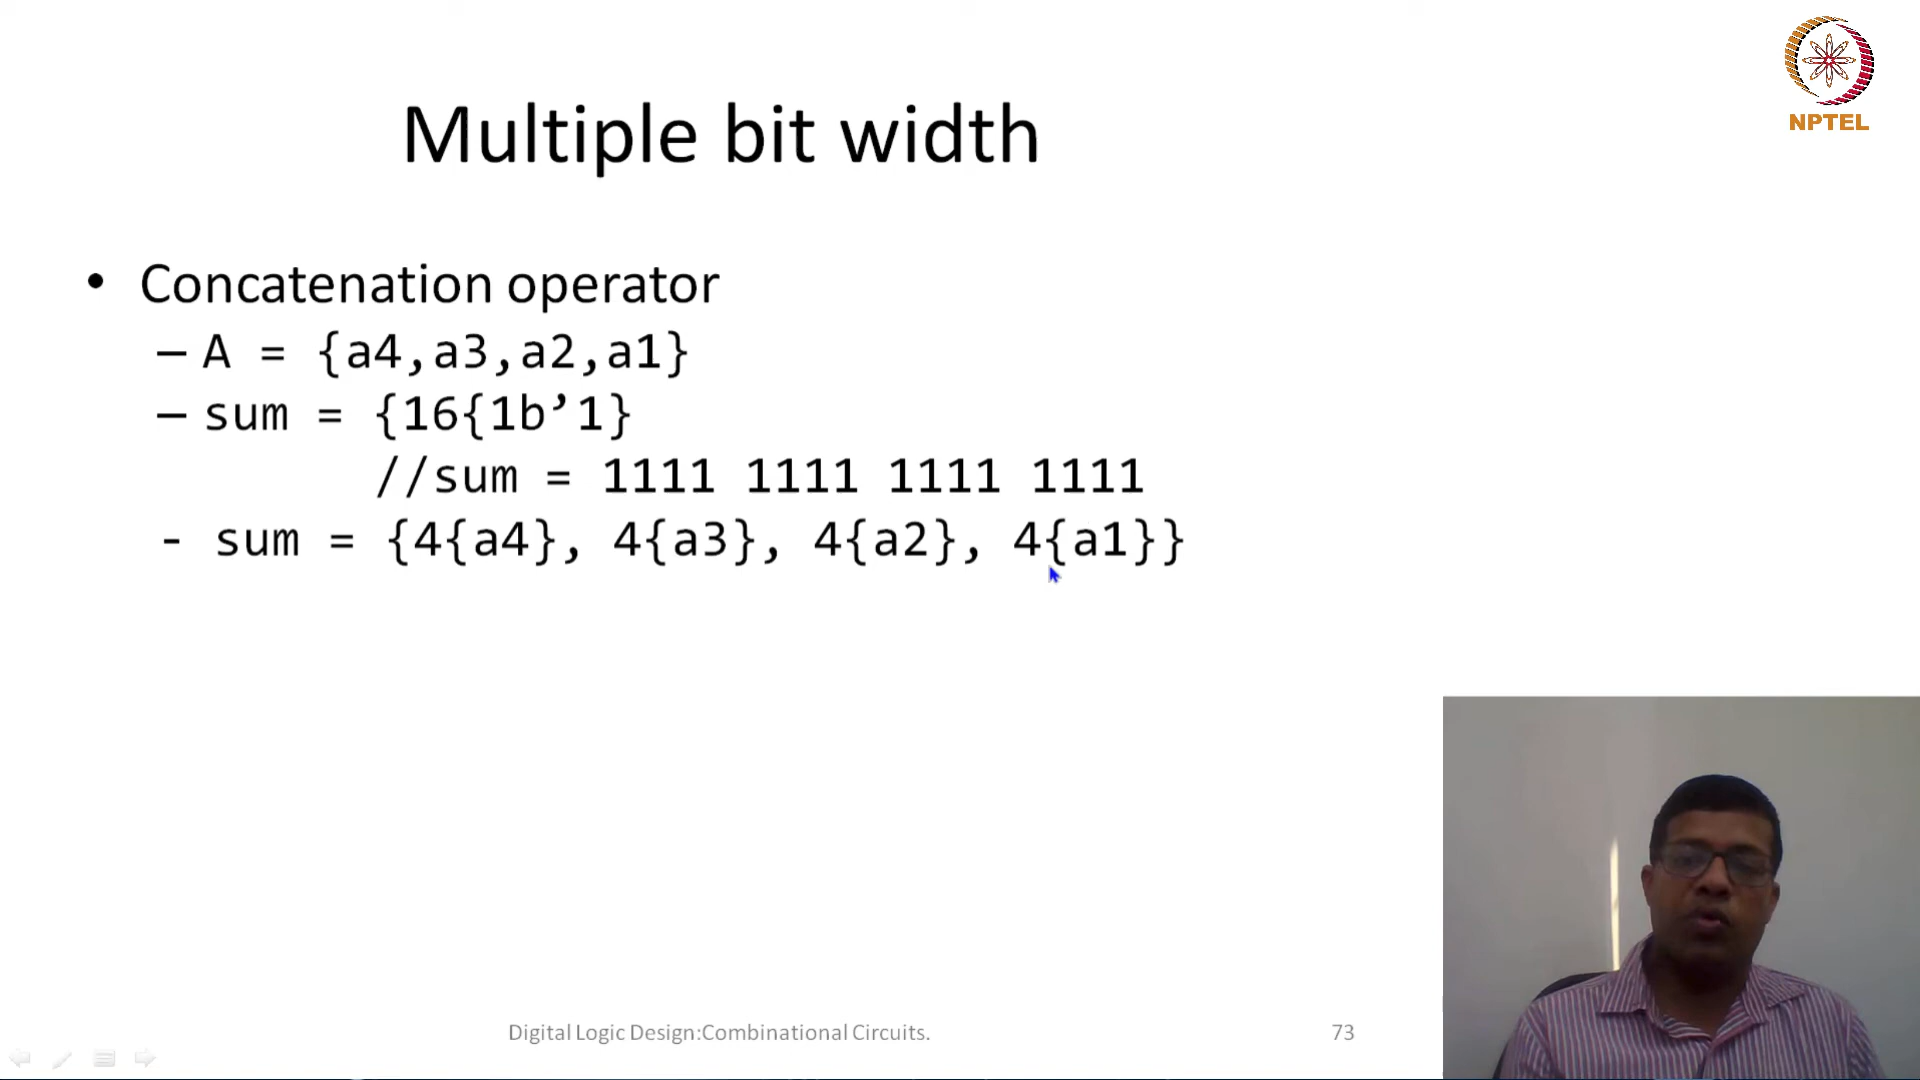 NPTEL
Multiple bit width
• Concatenation operator
– A = {a4,a3,a2,a1}
– sum = {16{1b’1}
//sum = 1111 1111 1111 1111
- sum = {4{a4}, 4{a3}, 4{a2}, 4{a1}}
Digital Logic Design:Combinational Circuits.
73